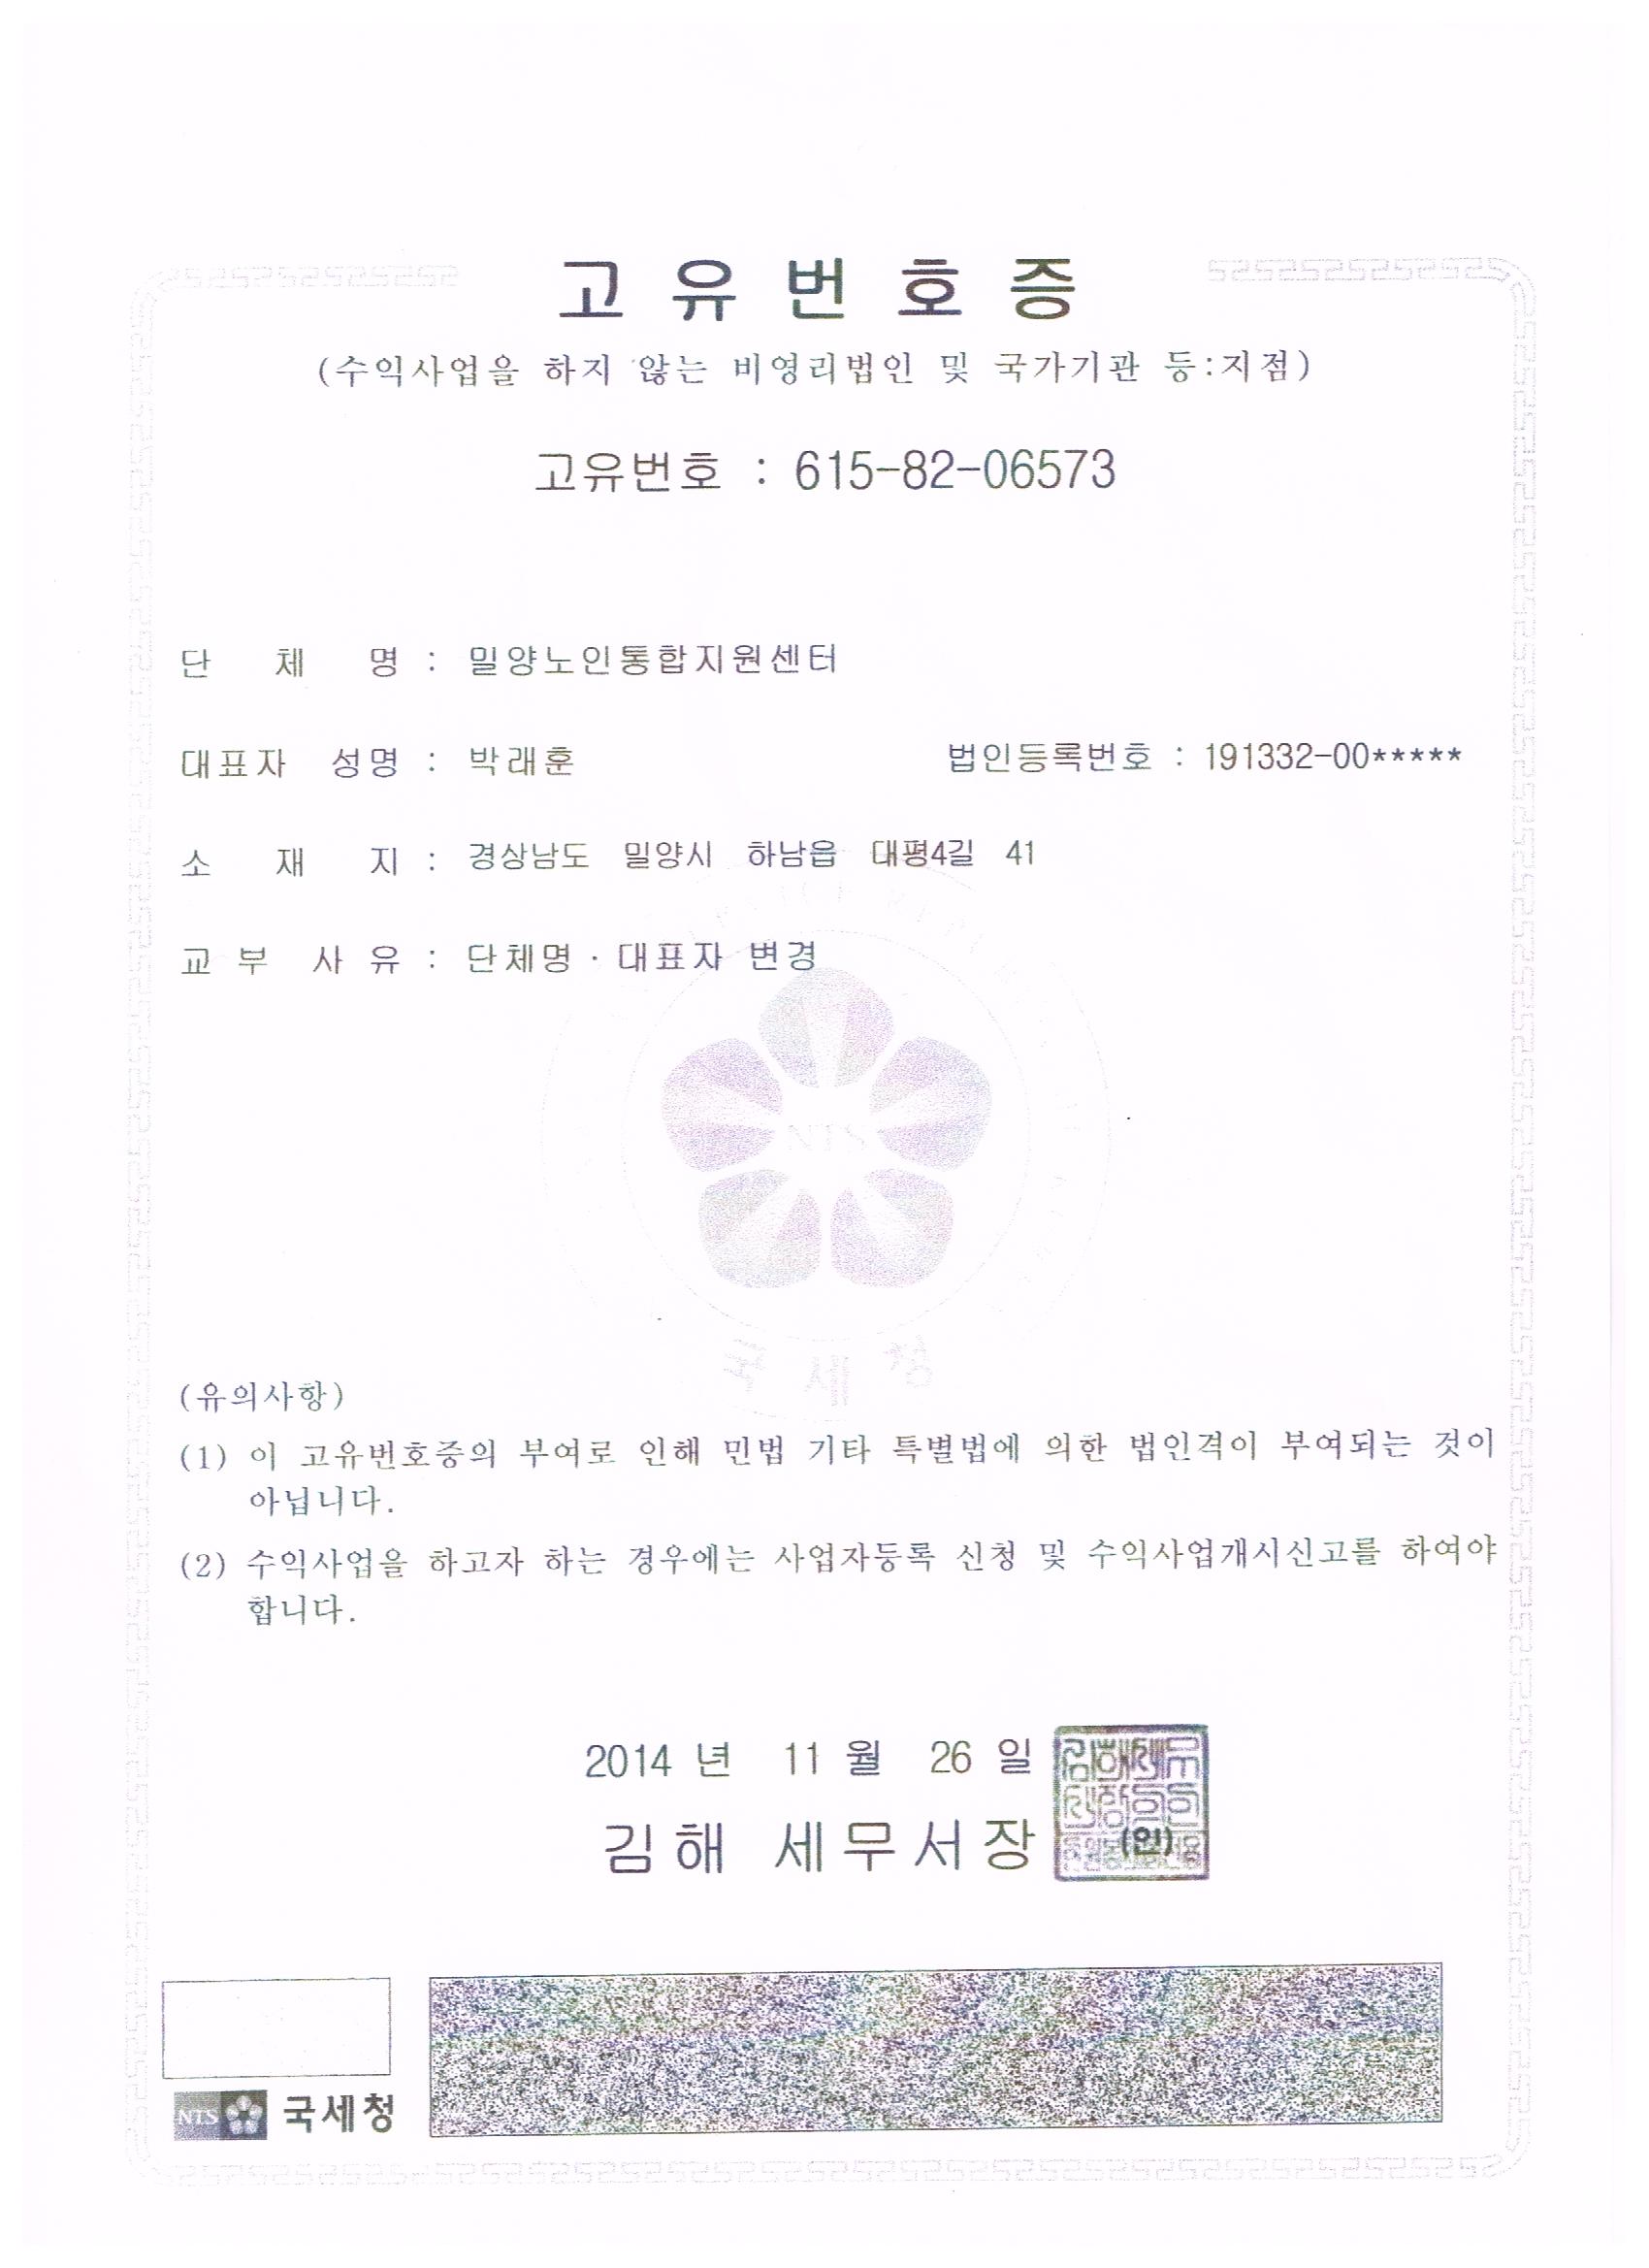 고유번호증
(수익사업을 하지 않는 비영리법인 및 국가기관 등:지점)
고유번호 : 615-82-06573
단 체 명 : 밀양노인통합지원센터
대표자 성명 : 박래훈 법인등록번호 : 191332-00*****
소 재 지 : 경상남도 밀양시 하남읍 대평4길 41
교 부 사 유 : 단체명·대표자 변경
NTS
국세청
(유의사항)
(1) 이 고유번호증의 부여로 인해 민법 기타 특별법에 의한 법인격이 부여되는 것이
아닙니다.
(2) 수익사업을 하고자 하는 경우에는 사업자등록 신청 및 수익사업개시신고를 하여야
합니다.
2014 년 11 월 26 일
김해 세무서장 (인)
NTS 국세청